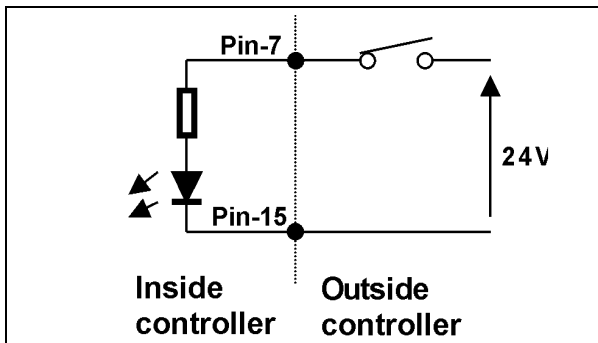 Pin-7
24V
Pin-15
Inside
controller
Outside
controller